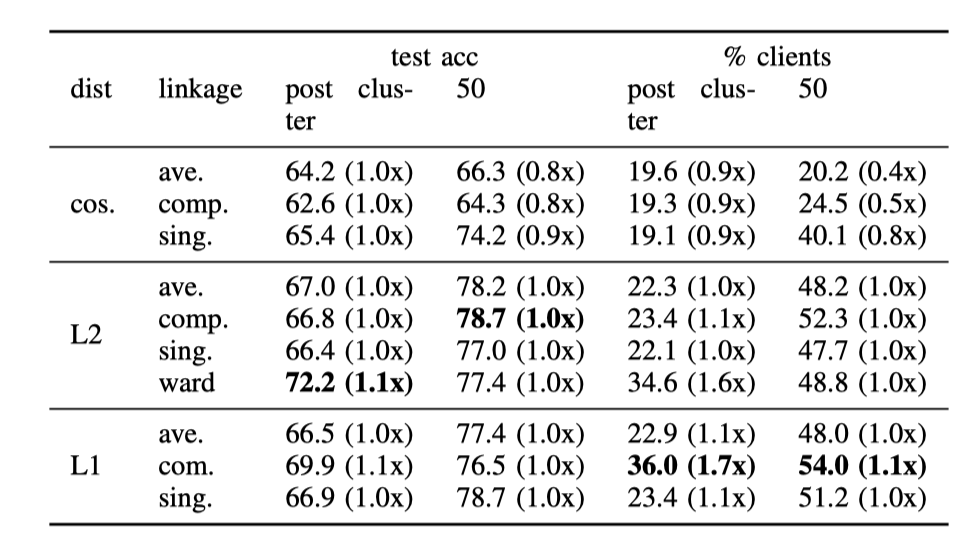 test acc % clients
dist linkage post clus- 50 post clus- 50
ter ter
ave. 64.2 (1.0x) 66.3 (0.8x) 19.6 (0.9x) 20.2 (0.4x)
cos. comp. 62.6 (1.0x) 64.3 (0.8x) 19.3 (0.9x) 24.5 (0.5x)
sing. 65.4 (1.0x) 74.2 (0.9x) 19.1 (0.9x) 40.1 (0.8x)
ave. 67.0 (1.0x) 78.2 (1.0x) 22.3 (1.0x) 48.2 (1.0x)
comp. 66.8 (1.0x) 78.7 (1.0x) 23.4 (1.1x) 52.3 (1.0x)
L2
sing. 66.4 (1.0x) 77.0 (1.0x) 22.1 (1.0x) 47.7 (1.0x)
ward 72.2 (1.1x) 77.4 (1.0x) 34.6 (1.6x) 48.8 (1.0x)
ave. 66.5 (1.0x) 77.4 (1.0x) 22.9 (1.1x) 48.0 (1.0x)
L1 com. 69.9 (1.1x) 76.5 (1.0x) 36.0 (1.7x) 54.0 (1.1x)
sing. 66.9 (1.0x) 78.7 (1.0x) 23.4 (1.1x) 51.2 (1.0x)